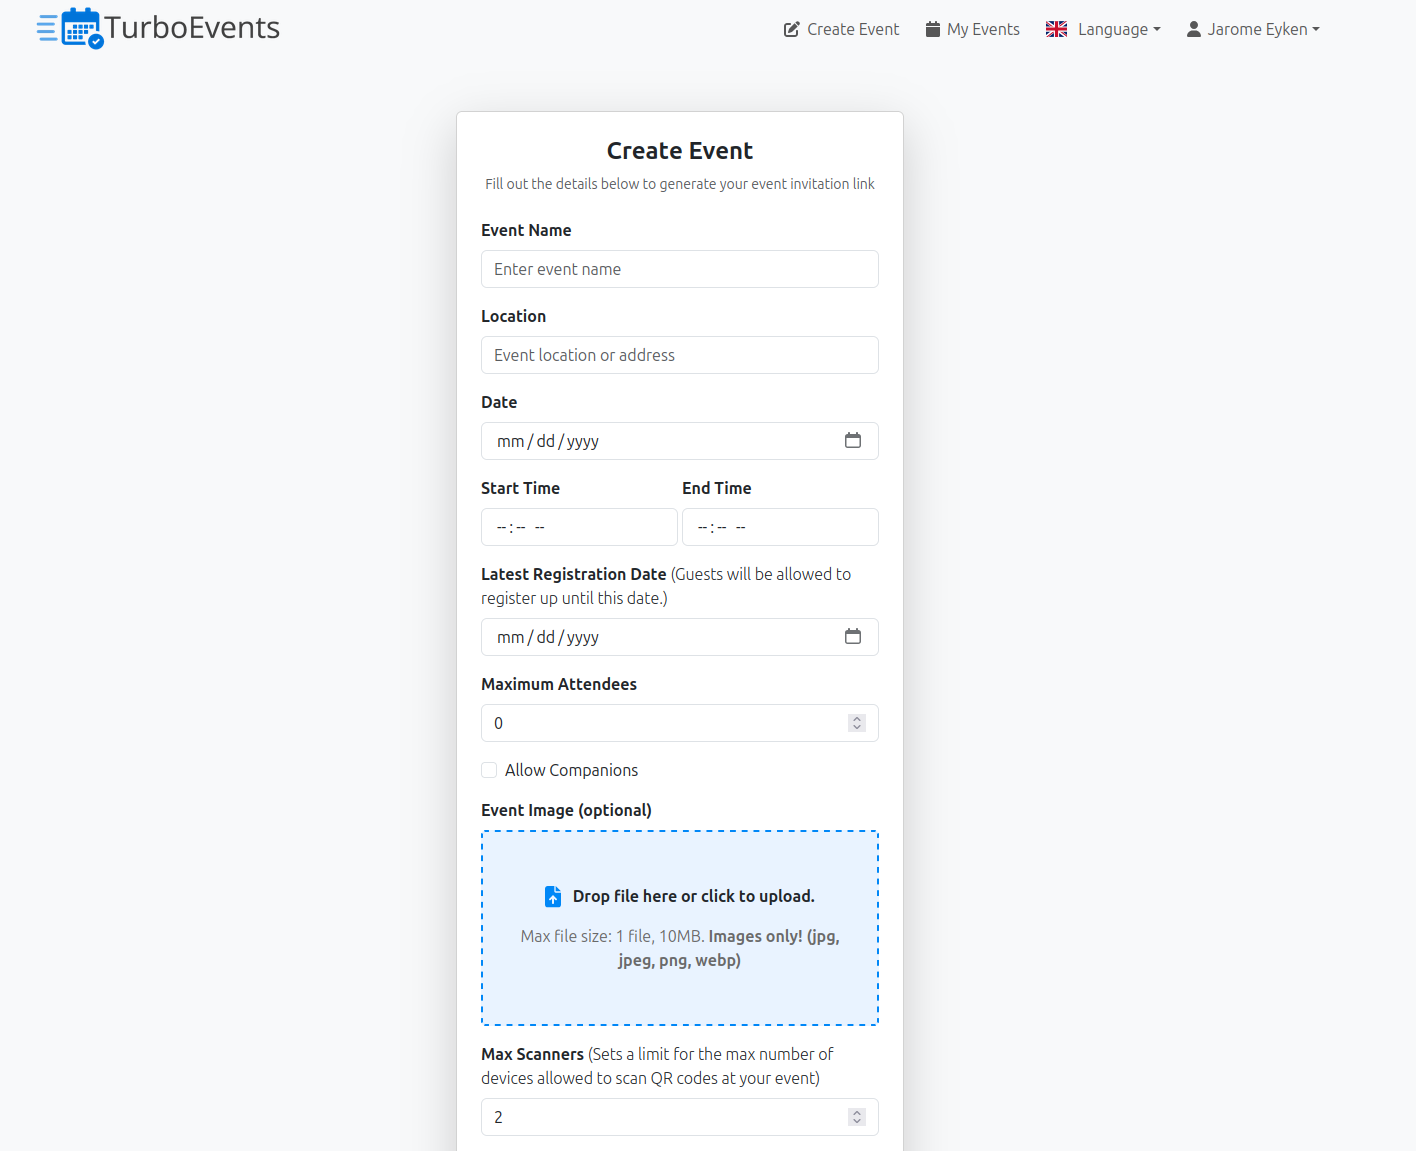 TurboEvents
Create Event
My Events
Language
Jarome Eyken
Create Event
Fill out the details below to generate your event invitation link
Event Name
Enter event name
Location
Event location or address
Date
mm/dd/yyyy
Start Time
End Time
--:-- --
--:-- --
Latest Registration Date (Guests will be allowed to
register up until this date.)
mm/dd/yyyy
Maximum Attendees
0
Allow Companions
Event Image (optional)
Drop file here or click to upload.
Max file size: 1 file, 10MB. Images only! (jpg,
jpeg, png, webp)
Max Scanners (Sets a limit for the max number of
devices allowed to scan QR codes at your event)
2